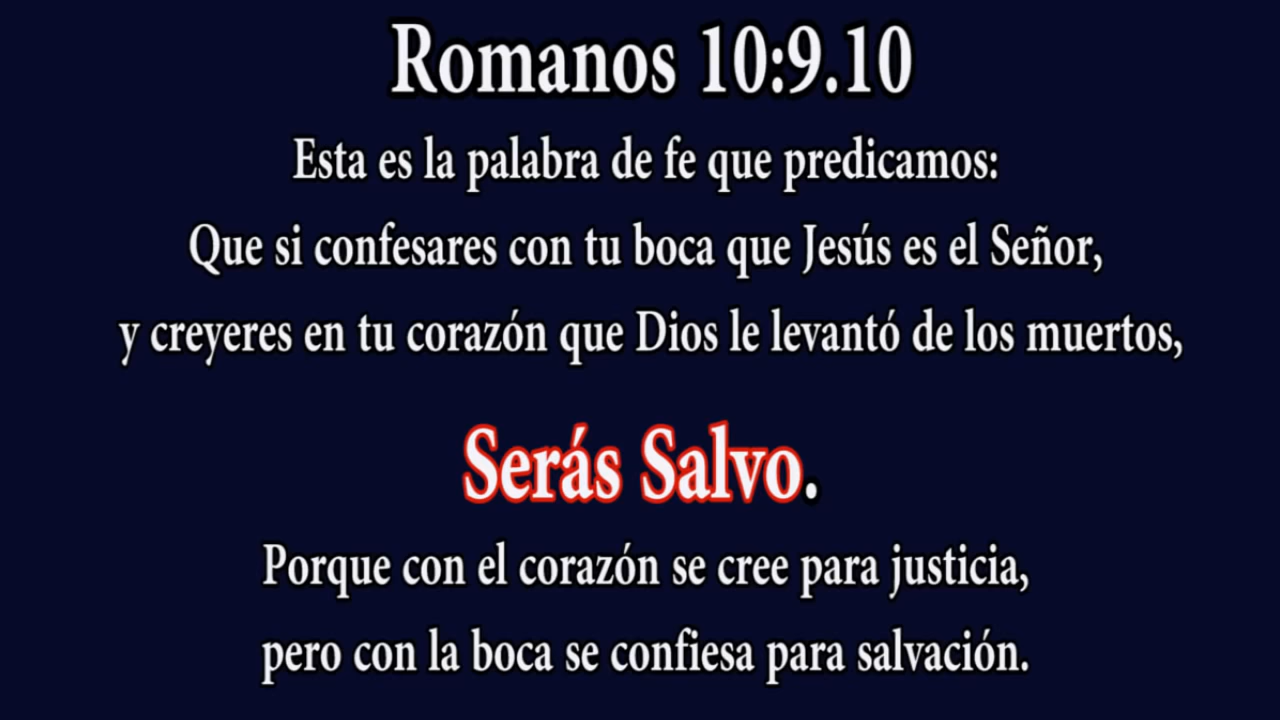 Romanos 10:9.10
Esta es la palabra de fe que predicamos:
Que si confesares con tu boca que Jesús es el Señor,
y creyeres en tu corazón que Dios le levantó de los muertos,
Serás Salvo.
Porque con el corazón se cree para justicia,
pero con la boca se confiesa para salvación.